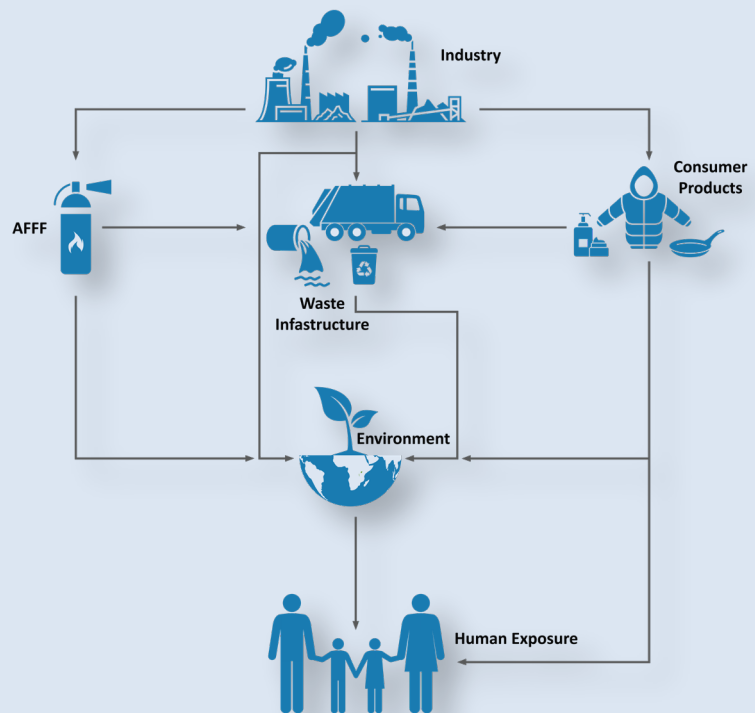 Industry
Consumer
Products
AFFF
Waste
Infastructure
Environment
Human Exposure